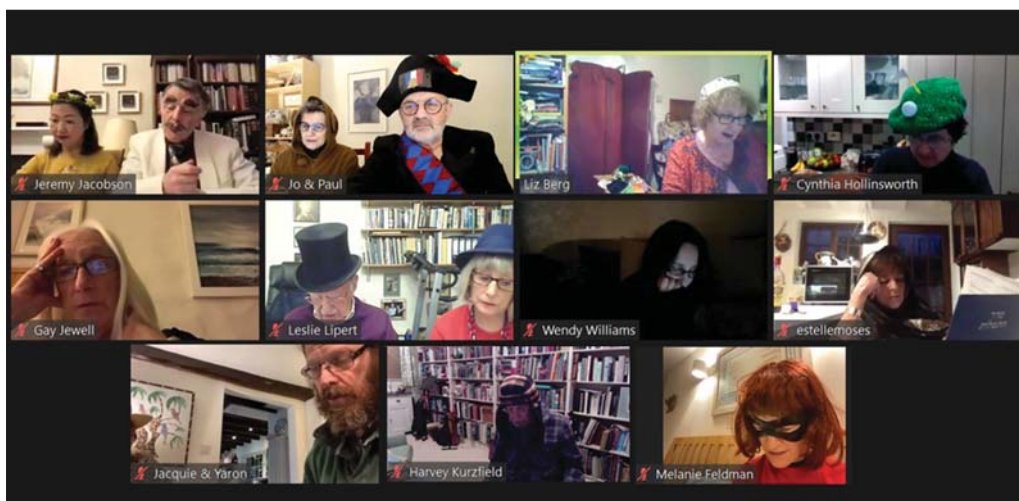 Jeremy Jacobson
Jo & Paul
Liz Berg
Cynthia Hollinsworth
Gay Jewell
Leslie Lipert
Wendy Williams
estellemoses
Jacquie & Yaron
Harvey Kurzfield
Melanie Feldman